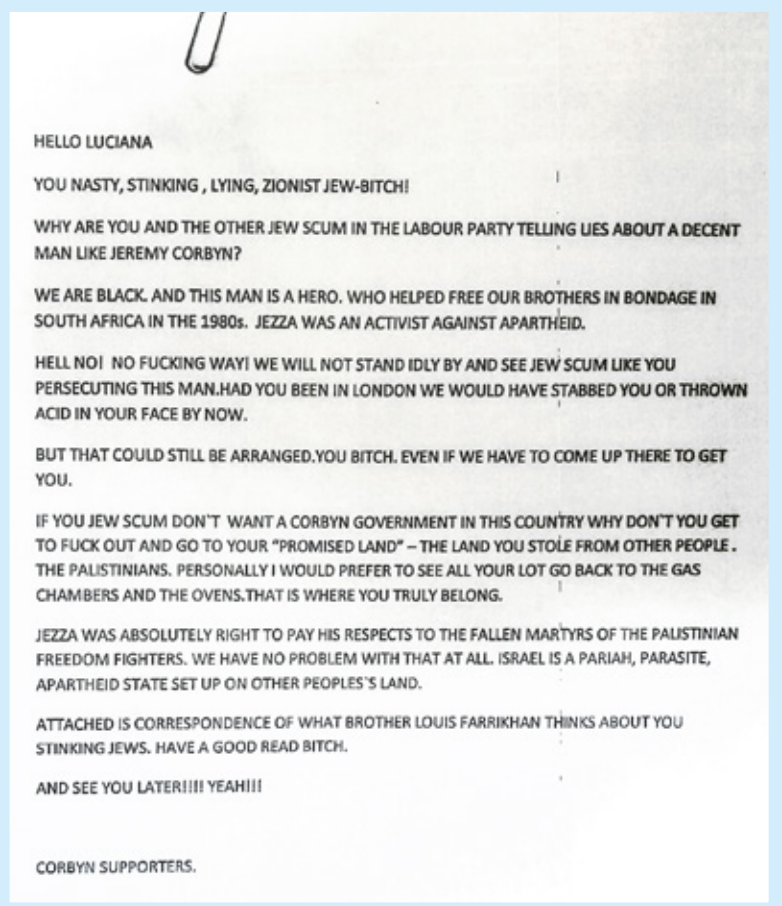 HELLO LUCIANA
YOU NASTY, STINKING , LYING, ZIONIST JEW-BITCH!
WHY ARE YOU AND THE OTHER JEW SCUM IN THE LABOUR PARTY TELLING LIES ABOUT A DECENT
MAN LIKE JEREMY CORBYN?
WE ARE BLACK. AND THIS MAN IS A HERO. WHO HELPED FREE OUR BROTHERS IN BONDAGE IN
SOUTH AFRICA IN THE 1980s. JEZZA WAS AN ACTIVIST AGAINST APARTHEID.
HELL NO! NO FUCKING WAY! WE WILL NOT STAND IDLY BY AND SEE JEW SCUM LIKE YOU
PERSECUTING THIS MAN.HAD YOU BEEN IN LONDON WE WOULD HAVE STABBED YOU OR THROWN
ACID IN YOUR FACE BY NOW.
BUT THAT COULD STILL BE ARRANGED.YOU BITCH. EVEN IF WE HAVE TO COME UP THERE TO GET
YOU.
IF YOU JEW SCUM DON'T WANT A CORBYN GOVERNMENT IN THIS COUNTRY WHY DON'T YOU GET
TO FUCK OUT AND GO TO YOUR "PROMISED LAND" – THE LAND YOU STOLE FROM OTHER PEOPLE .
THE PALISTINIANS. PERSONALLY I WOULD PREFER TO SEE ALL YOUR LOT GO BACK TO THE GAS
CHAMBERS AND THE OVENS.THAT IS WHERE YOU TRULY BELONG.
JEZZA WAS ABSOLUTELY RIGHT TO PAY HIS RESPECTS TO THE FALLEN MARTYRS OF THE PALISTINIAN
FREEDOM FIGHTERS. WE HAVE NO PROBLEM WITH THAT AT ALL. ISRAEL IS A PARIAH, PARASITE,
APARTHEID STATE SET UP ON OTHER PEOPLES'S LAND.
ATTACHED IS CORRESPONDENCE OF WHAT BROTHER LOUIS FARRIKHAN THINKS ABOUT YOU
STINKING JEWS. HAVE A GOOD READ BITCH.
AND SEE YOU LATER!!!! YEAH!!!
CORBYN SUPPORTERS.